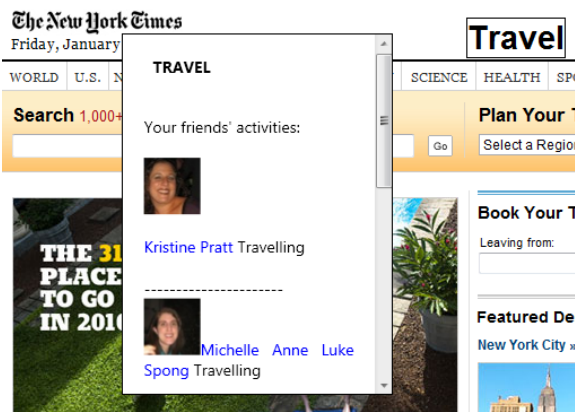 The New York Times
Friday, January
Travel
WORLD U.S. N SCIENCE HEALTH SP
TRAVEL
Search 1,000+
Go
Plan Your T
Select a Region
Your friends' activities:
Kristine Pratt Travelling
----------------------
Michelle Anne Luke
Spong Travelling
THE 31
PLACE
TO GO
IN 2010
Book Your T
Leaving from:
Featured De
New York City »